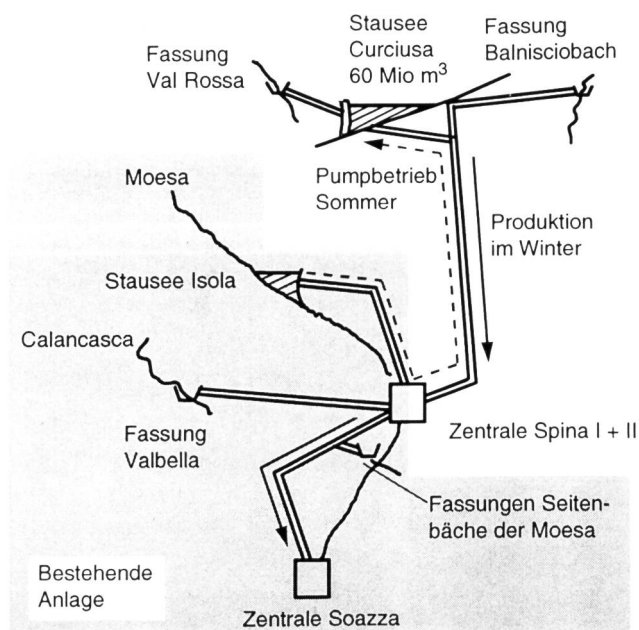 Fassung
Val Rossa
Stausee
Curciusa
60 Mio m³
Fassung
Balnisciobach
Moesa
Pumpbetrieb
Sommer
Produktion
im Winter
Stausee Isola
Calancasca
Fassung
Valbella
Zentrale Spina I + II
Fassungen Seiten-
bäche der Moesa
Bestehende
Anlage
Zentrale Soazza